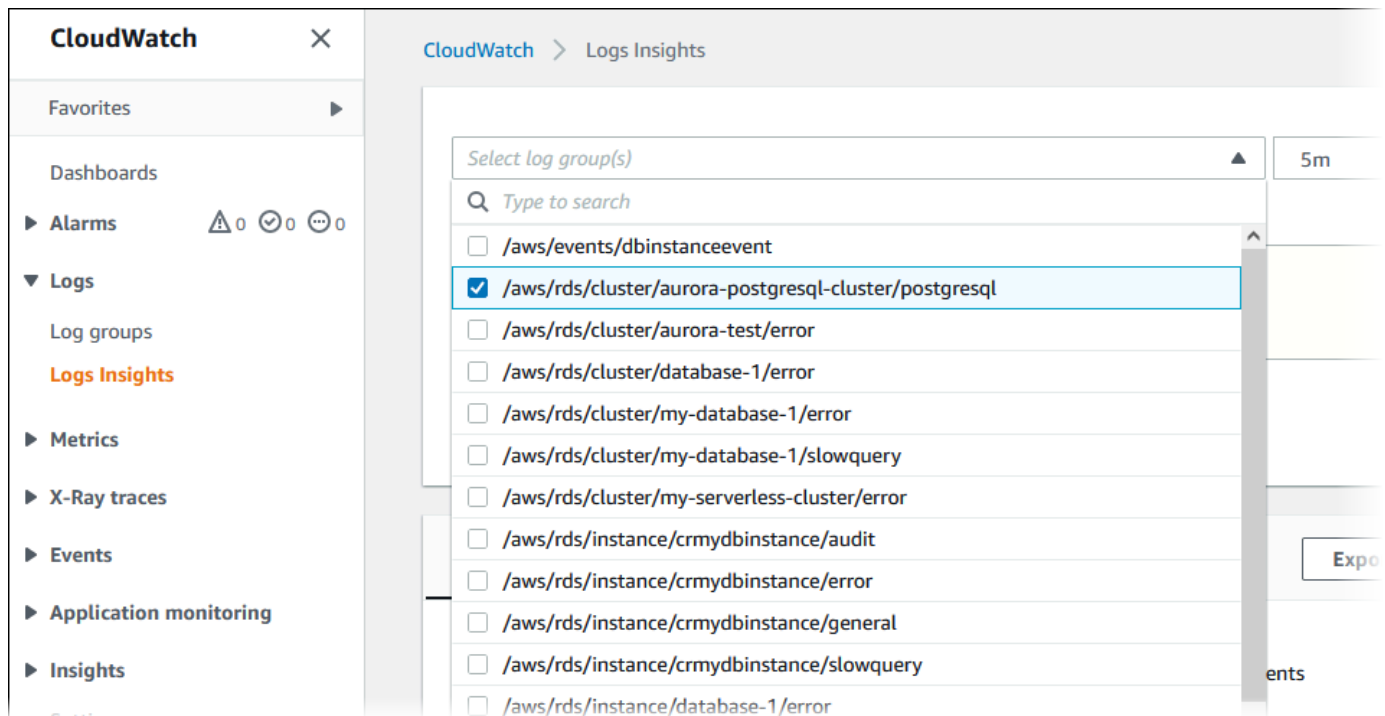 CloudWatch
Favorites
Dashboards
Alarms 0 0 0
Logs
Log groups
Logs Insights
Metrics
X-Ray traces
Events
Application monitoring
Insights
CloudWatch > Logs Insights
Select log group(s)
5m
Type to search
/aws/events/dbinstanceevent
/aws/rds/cluster/aurora-postgresql-cluster/postgresql
/aws/rds/cluster/aurora-test/error
/aws/rds/cluster/database-1/error
/aws/rds/cluster/my-database-1/error
/aws/rds/cluster/my-database-1/slowquery
/aws/rds/cluster/my-serverless-cluster/error
/aws/rds/instance/crmydbinstance/audit
/aws/rds/instance/crmydbinstance/error
/aws/rds/instance/crmydbinstance/general
/aws/rds/instance/crmydbinstance/slowquery
/aws/rds/instance/database-1/error
Expo
ents